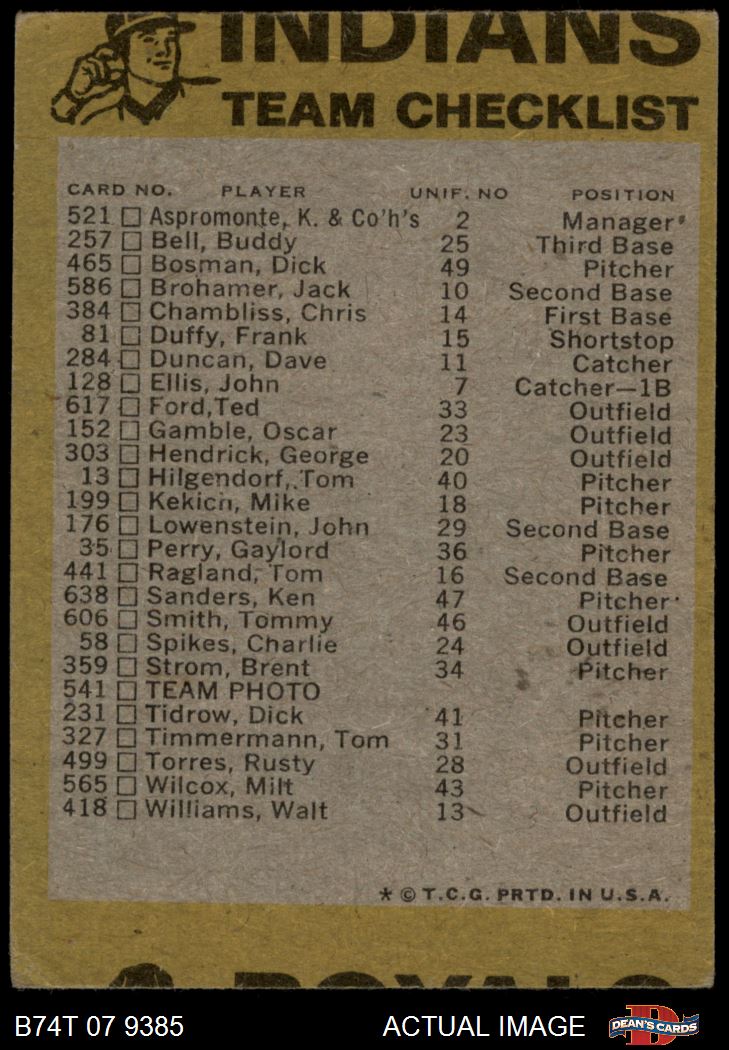 INDIANS
TEAM CHECKLIST
CARD NO. PLAYER UNIF. NO POSITION
521 Aspromonte, K. & Co'h's 2 Manager
257 Bell, Buddy 25 Third Base
465 Bosman, Dick 49 Pitcher
586 Brohamer, Jack 10 Second Base
384 Chambliss, Chris 14 First Base
81 Duffy, Frank 15 Shortstop
284 Duncan, Dave 11 Catcher
128 Ellis, John 7 Catcher—1B
617 Ford,Ted 33 Outfield
152 Gamble, Oscar 23 Outfield
303 Hendrick, George 20 Outfield
13 Hilgendorf, Tom 40 Pitcher
199 Kekich, Mike 18 Pitcher
176 Lowenstein, John 29 Second Base
35 Perry, Gaylord 36 Pitcher
441 Ragland, Tom 16 Second Base
638 Sanders, Ken 47 Pitcher
606 Smith, Tommy 46 Outfield
58 Spikes, Charlie 24 Outfield
359 Strom, Brent 34 Pitcher
541 TEAM PHOTO
231 Tidrow, Dick 41 Pitcher
327 Timmermann, Tom 31 Pitcher
499 Torres, Rusty 28 Outfield
565 Wilcox, Milt 43 Pitcher
418 Williams, Walt 13 Outfield
* © T.C.G. PRTD. IN U.S.A.
ROYALS
B74T 07 9385 ACTUAL IMAGE DEAN'S CARDS